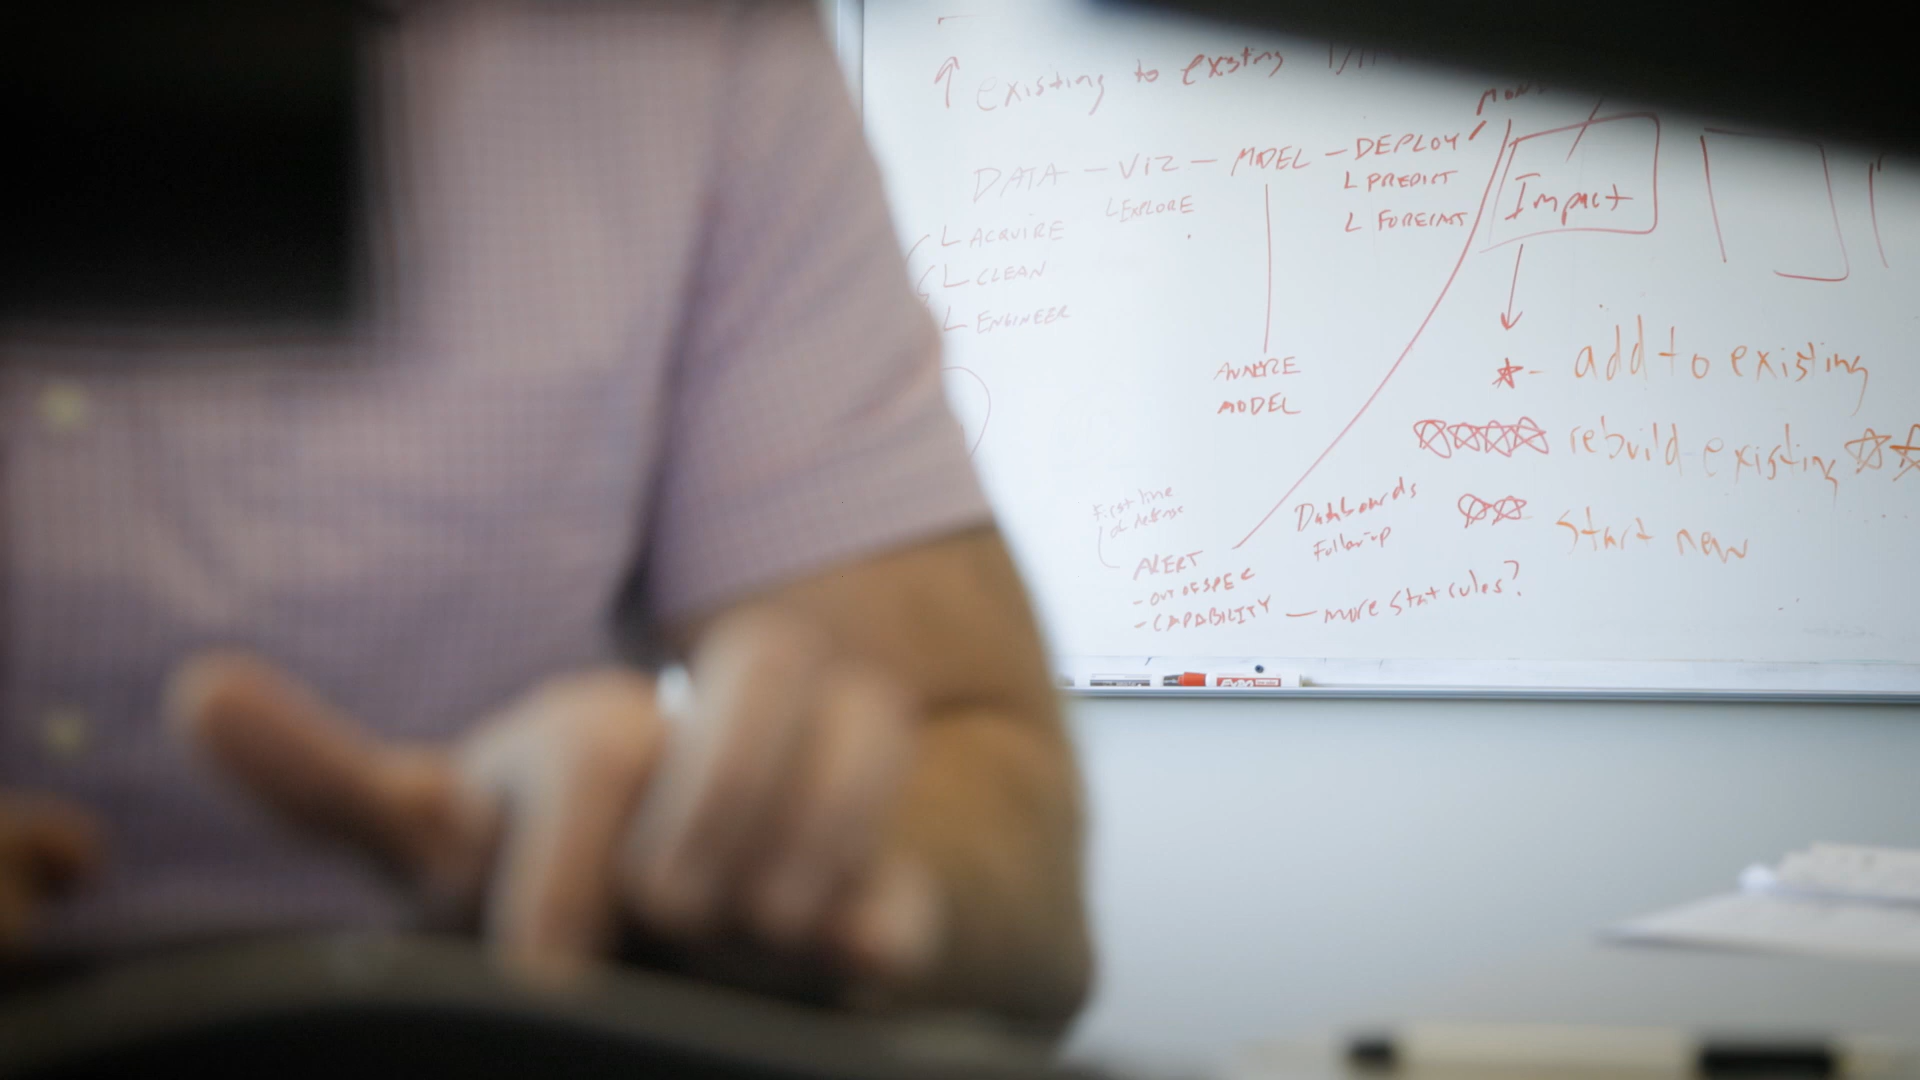 ↑ existing to existing
DATA – VIZ – MODEL – DEPLOY
L ACQUIRE
L CLEAN
L ENGINEER
L EXPLORE
L PREDICT
L FORECAST
Impact
MODEL
add to existing
rebuild existing
start new
First line
of defense
ALERT
- OUT OF SPEC
- CAPABILITY – more stat rules?
Dashboards
Follow-up
EXPO